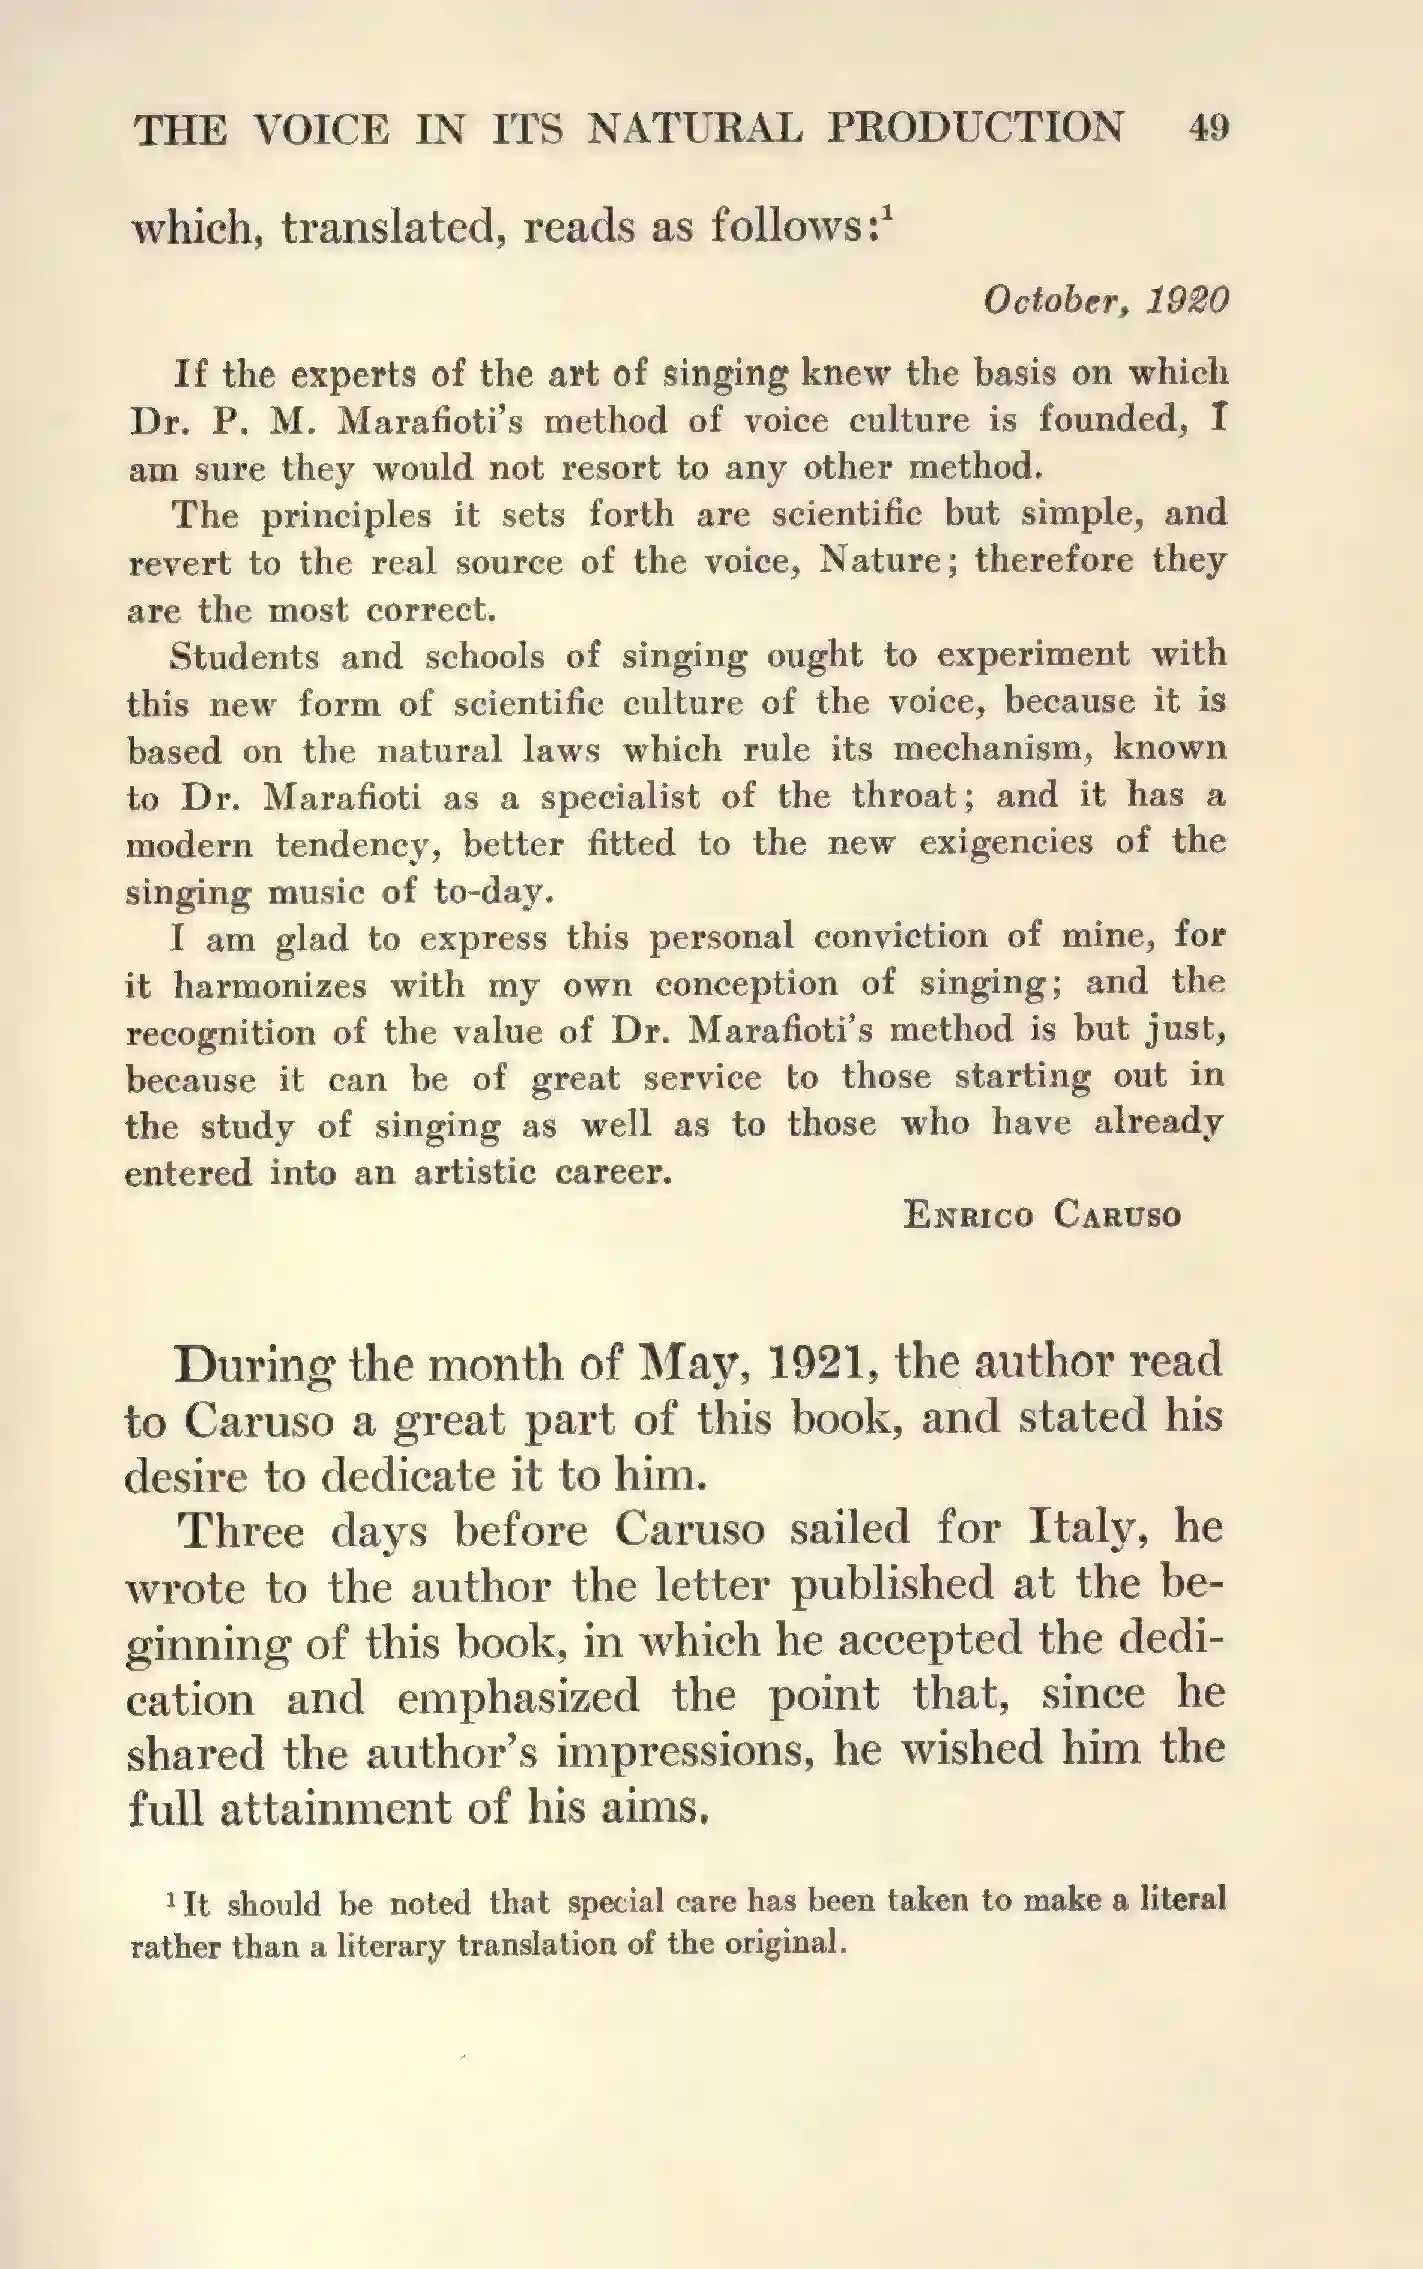 THE VOICE IN ITS NATURAL PRODUCTION 49
which, translated, reads as follows:¹
October, 1920
If the experts of the art of singing knew the basis on which
Dr. P. M. Marafioti's method of voice culture is founded, I
am sure they would not resort to any other method.
The principles it sets forth are scientific but simple, and
revert to the real source of the voice, Nature; therefore they
are the most correct.
Students and schools of singing ought to experiment with
this new form of scientific culture of the voice, because it is
based on the natural laws which rule its mechanism, known
to Dr. Marafioti as a specialist of the throat; and it has a
modern tendency, better fitted to the new exigencies of the
singing music of to-day.
I am glad to express this personal conviction of mine, for
it harmonizes with my own conception of singing; and the
recognition of the value of Dr. Marafioti's method is but just,
because it can be of great service to those starting out in
the study of singing as well as to those who have already
entered into an artistic career.
ENRICO CARUSO
During the month of May, 1921, the author read
to Caruso a great part of this book, and stated his
desire to dedicate it to him.
Three days before Caruso sailed for Italy, he
wrote to the author the letter published at the be-
ginning of this book, in which he accepted the dedi-
cation and emphasized the point that, since he
shared the author's impressions, he wished him the
full attainment of his aims.
¹ It should be noted that special care has been taken to make a literal
rather than a literary translation of the original.